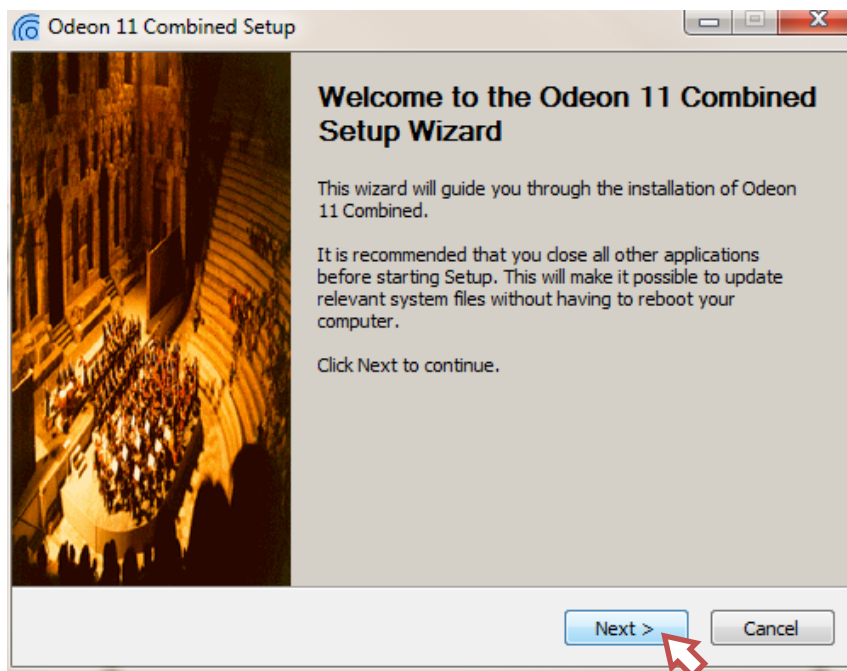 Odeon 11 Combined Setup
Welcome to the Odeon 11 Combined
Setup Wizard
This wizard will guide you through the installation of Odeon
11 Combined.
It is recommended that you close all other applications
before starting Setup. This will make it possible to update
relevant system files without having to reboot your
computer.
Click Next to continue.
Next >
Cancel